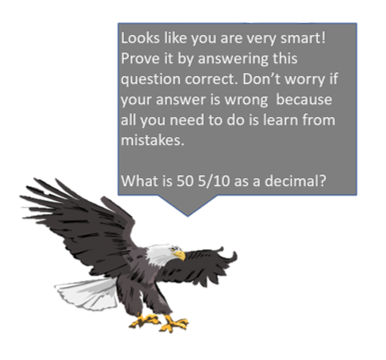 Looks like you are very smart!
Prove it by answering this
question correct. Don't worry if
your answer is wrong  because
all you need to do is learn from
mistakes.
What is 50 5/10 as a decimal?